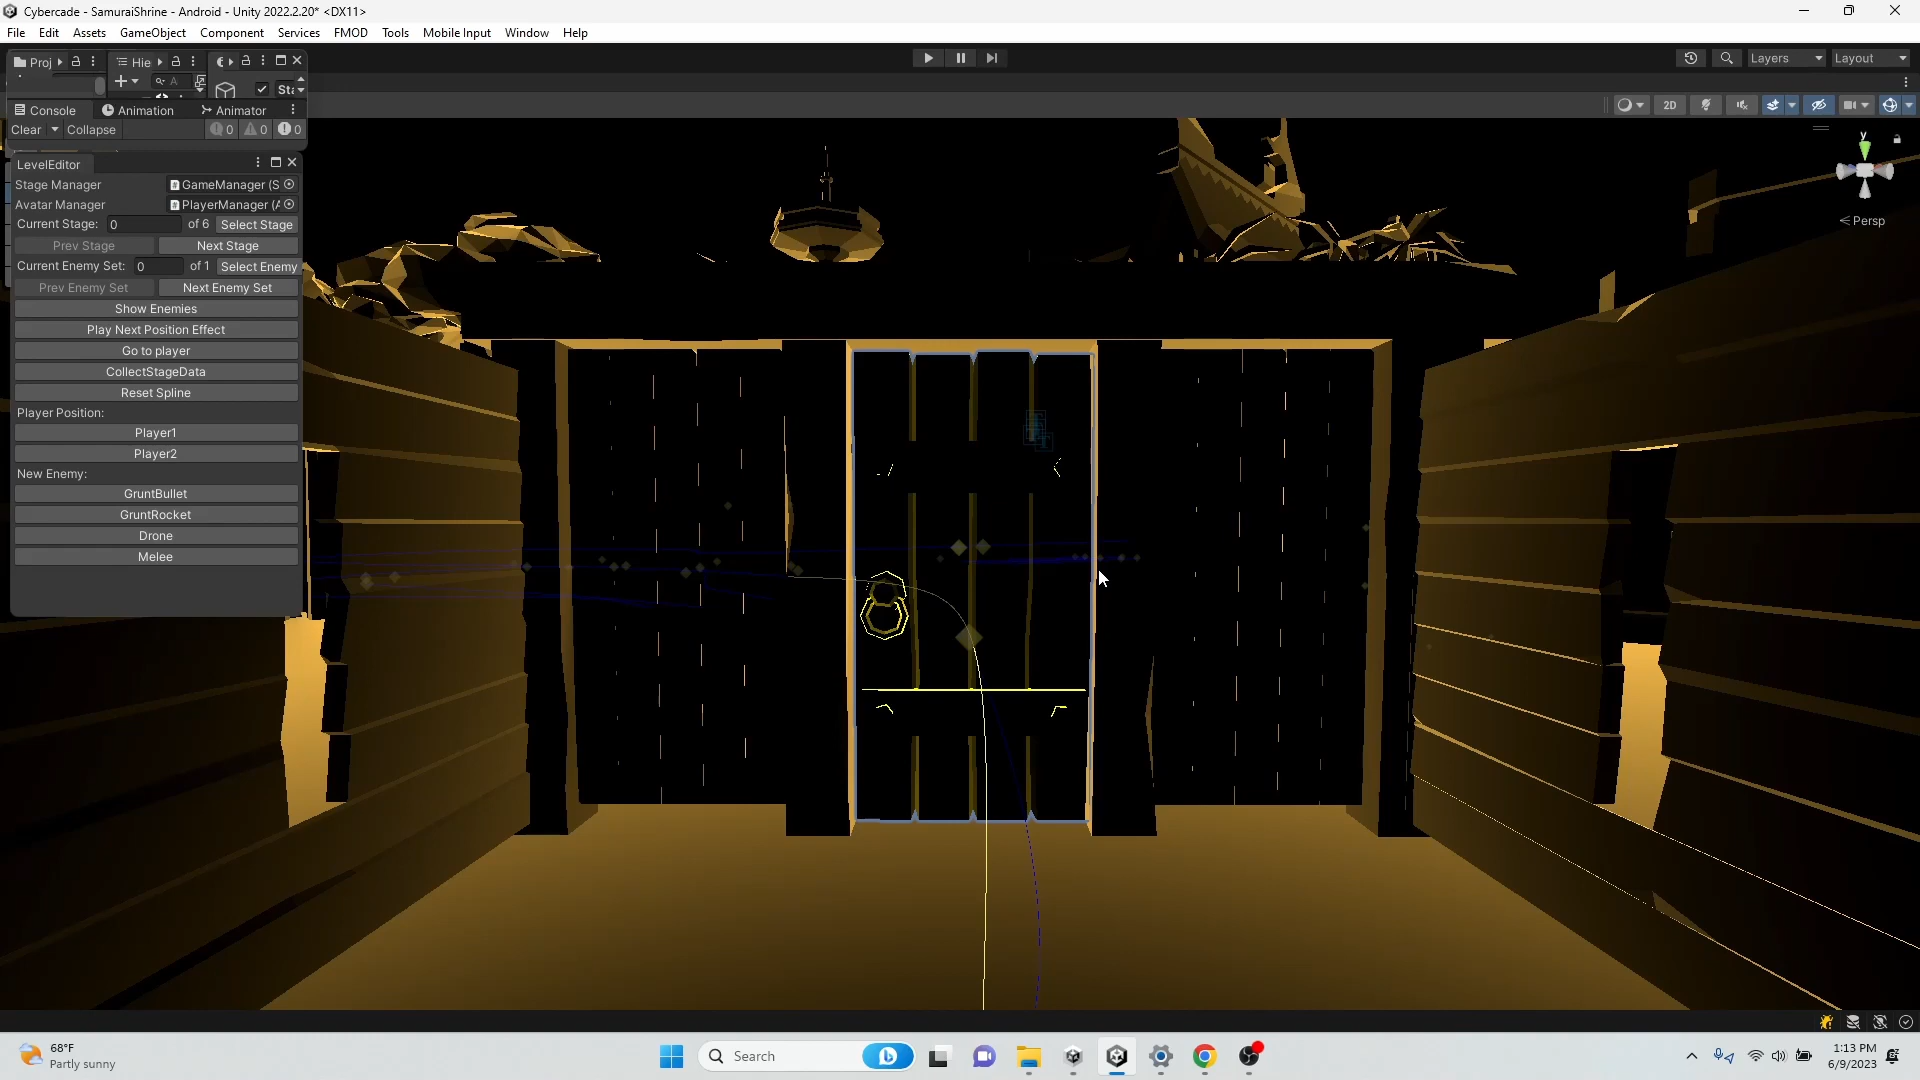 Cybercade - SamuraiShrine - Android - Unity 2022.2.20* <DX11>
File Edit Assets GameObject Component Services FMOD Tools Mobile Input Window Help
Proj Hie
Layers Layout
A
Console Animation Animator
2D
Clear Collapse 0 0 0
LevelEditor
Stage Manager GameManager (S
Avatar Manager PlayerManager (A
Current Stage: 0 of 6 Select Stage
Prev Stage Next Stage
Current Enemy Set: 0 of 1 Select Enemy
Prev Enemy Set Next Enemy Set
Show Enemies
Play Next Position Effect
Go to player
CollectStageData
Reset Spline
Player Position:
Player1
Player2
New Enemy:
GruntBullet
GruntRocket
Drone
Melee
y
< Persp
68°F
Partly sunny
Search
1:13 PM
6/9/2023